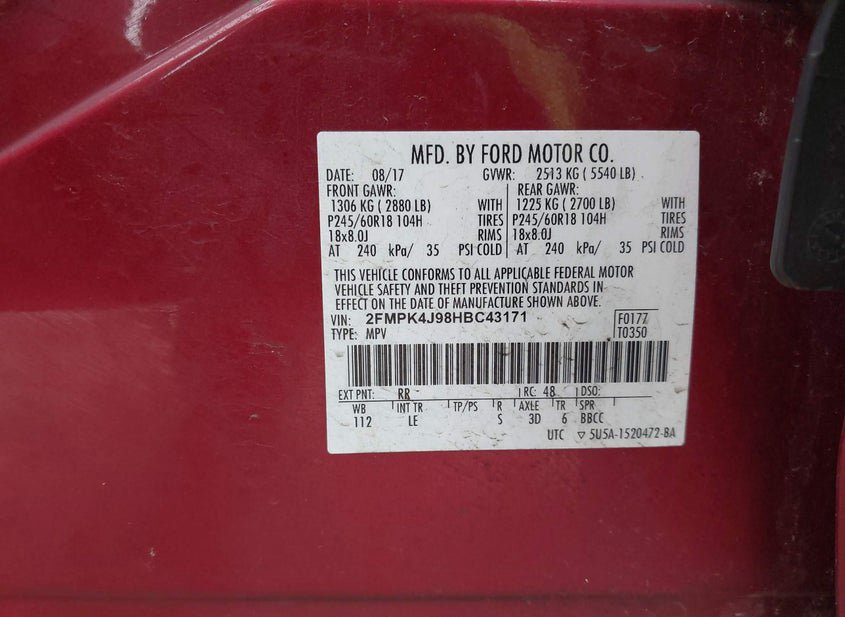 MFD. BY FORD MOTOR CO.
DATE: 08/17 GVWR: 2513 KG ( 5540 LB)
FRONT GAWR: REAR GAWR:
1306 KG ( 2880 LB) WITH 1225 KG ( 2700 LB) WITH
P245/60R18 104H TIRES P245/60R18 104H TIRES
18x8.0J RIMS 18x8.0J RIMS
AT 240 kPa/ 35 PSI COLD AT 240 kPa/ 35 PSI COLD
THIS VEHICLE CONFORMS TO ALL APPLICABLE FEDERAL MOTOR
VEHICLE SAFETY AND THEFT PREVENTION STANDARDS IN
EFFECT ON THE DATE OF MANUFACTURE SHOWN ABOVE.
VIN: 2FMPK4J98HBC43171 F0177
TYPE: MPV T0350
EXT PNT: RR RC: 48 DSO:
WB INT TR TP/PS R AXLE TR SPR
112 LE S 3D 6 BBCC
UTC ▽ 5U5A-1520472-BA